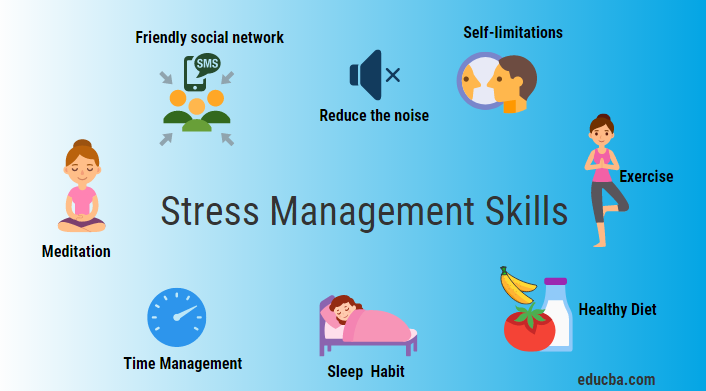 Friendly social network
SMS
Self-limitations
Reduce the noise
Exercise
Stress Management Skills
Meditation
Healthy Diet
Time Management
Sleep Habit
educba.com